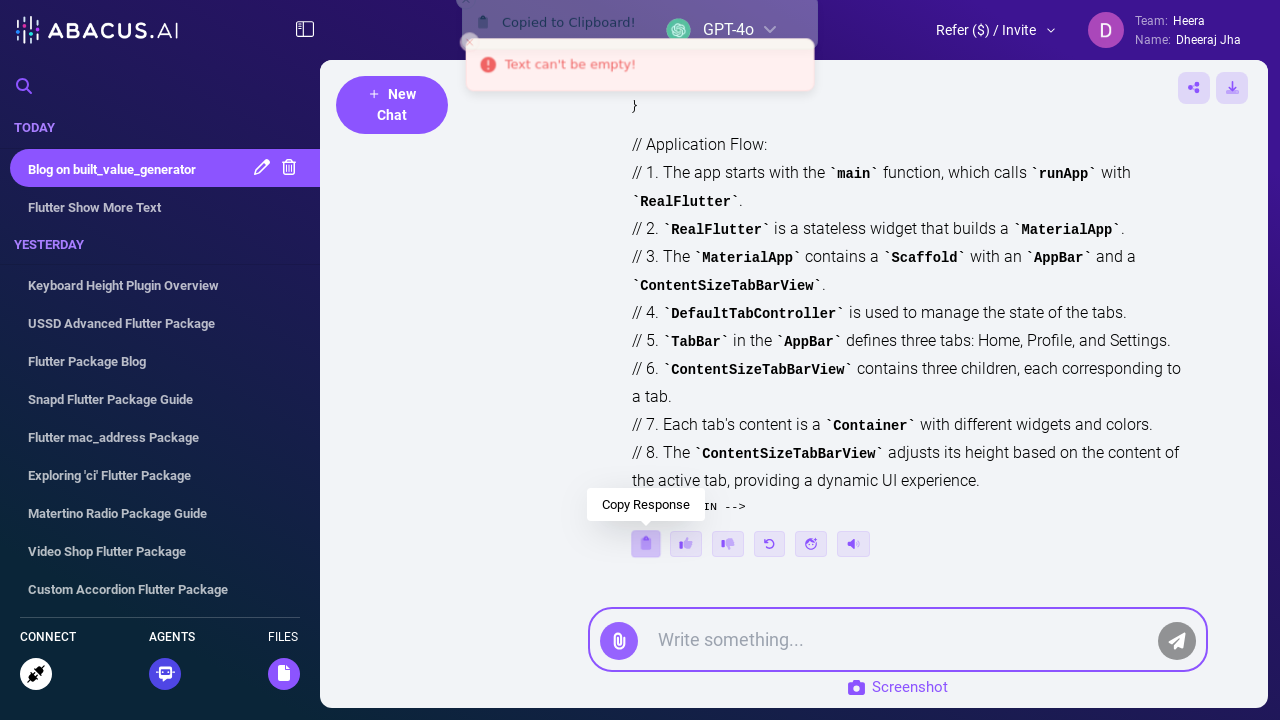 ABACUS.AI
Copied to Clipboard!
GPT-4o
Text can't be empty!
Refer ($) / Invite
D
Team: Heera
Name: Dheeraj Jha
TODAY
Blog on built_value_generator
Flutter Show More Text
YESTERDAY
Keyboard Height Plugin Overview
USSD Advanced Flutter Package
Flutter Package Blog
Snapd Flutter Package Guide
Flutter mac_address Package
Exploring 'ci' Flutter Package
Matertino Radio Package Guide
Video Shop Flutter Package
Custom Accordion Flutter Package
CONNECT
AGENTS
FILES
+ New
Chat
}
// Application Flow:
// 1. The app starts with the `main` function, which calls `runApp` with
`RealFlutter`.
// 2. `RealFlutter` is a stateless widget that builds a `MaterialApp`.
// 3. The `MaterialApp` contains a `Scaffold` with an `AppBar` and a
`ContentSizeTabBarView`.
// 4. `DefaultTabController` is used to manage the state of the tabs.
// 5. `TabBar` in the `AppBar` defines three tabs: Home, Profile, and Settings.
// 6. `ContentSizeTabBarView` contains three children, each corresponding to
a tab.
// 7. Each tab's content is a `Container` with different widgets and colors.
// 8. The `ContentSizeTabBarView` adjusts its height based on the content of
the active tab, providing a dynamic UI experience.
IN -->
Copy Response
Write something...
Screenshot